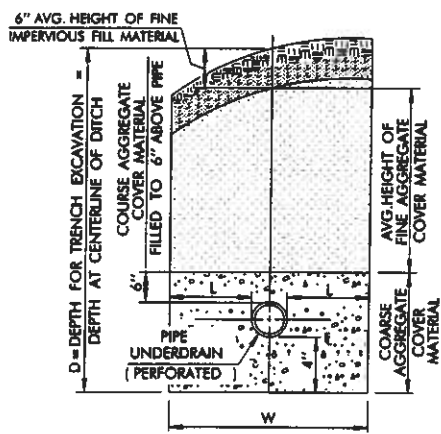 6" AVG. HEIGHT OF FINE
IMPERVIOUS FILL MATERIAL
D = DEPTH FOR TRENCH EXCAVATION =
DEPTH AT CENTERLINE OF DITCH
COURSE AGGREGATE
COVER MATERIAL
FILLED TO 6" ABOVE PIPE
AVG. HEIGHT OF
FINE AGGREGATE
COVER MATERIAL
6"
L
L
PIPE
UNDERDRAIN
(PERFORATED)
4"
COARSE
AGGREGATE
COVER
MATERIAL
W